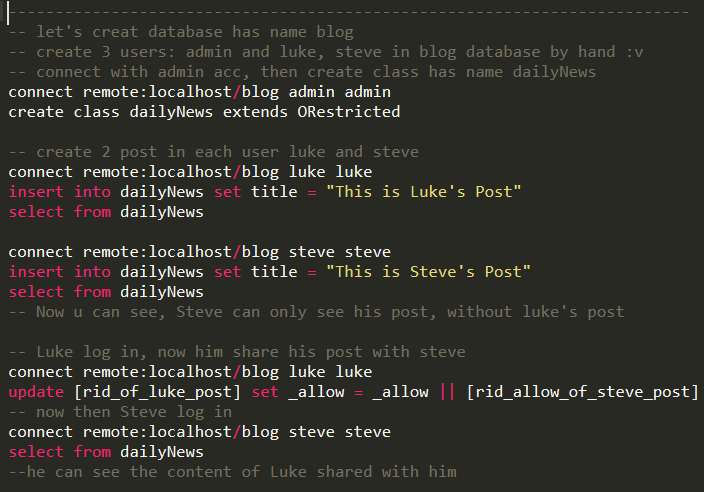 --------------------------------------------------------------------------
-- let's creat database has name blog
-- create 3 users: admin and luke, steve in blog database by hand :v
-- connect with admin acc, then create class has name dailyNews
connect remote:localhost/blog admin admin
create class dailyNews extends ORestricted
-- create 2 post in each user luke and steve
connect remote:localhost/blog luke luke
insert into dailyNews set title = "This is Luke's Post"
select from dailyNews
connect remote:localhost/blog steve steve
insert into dailyNews set title = "This is Steve's Post"
select from dailyNews
-- Now u can see, Steve can only see his post, without luke's post
-- Luke log in, now him share his post with steve
connect remote:localhost/blog luke luke
update [rid_of_luke_post] set _allow = _allow || [rid_allow_of_steve_post]
-- now then Steve log in
connect remote:localhost/blog steve steve
select from dailyNews
--he can see the content of Luke shared with him